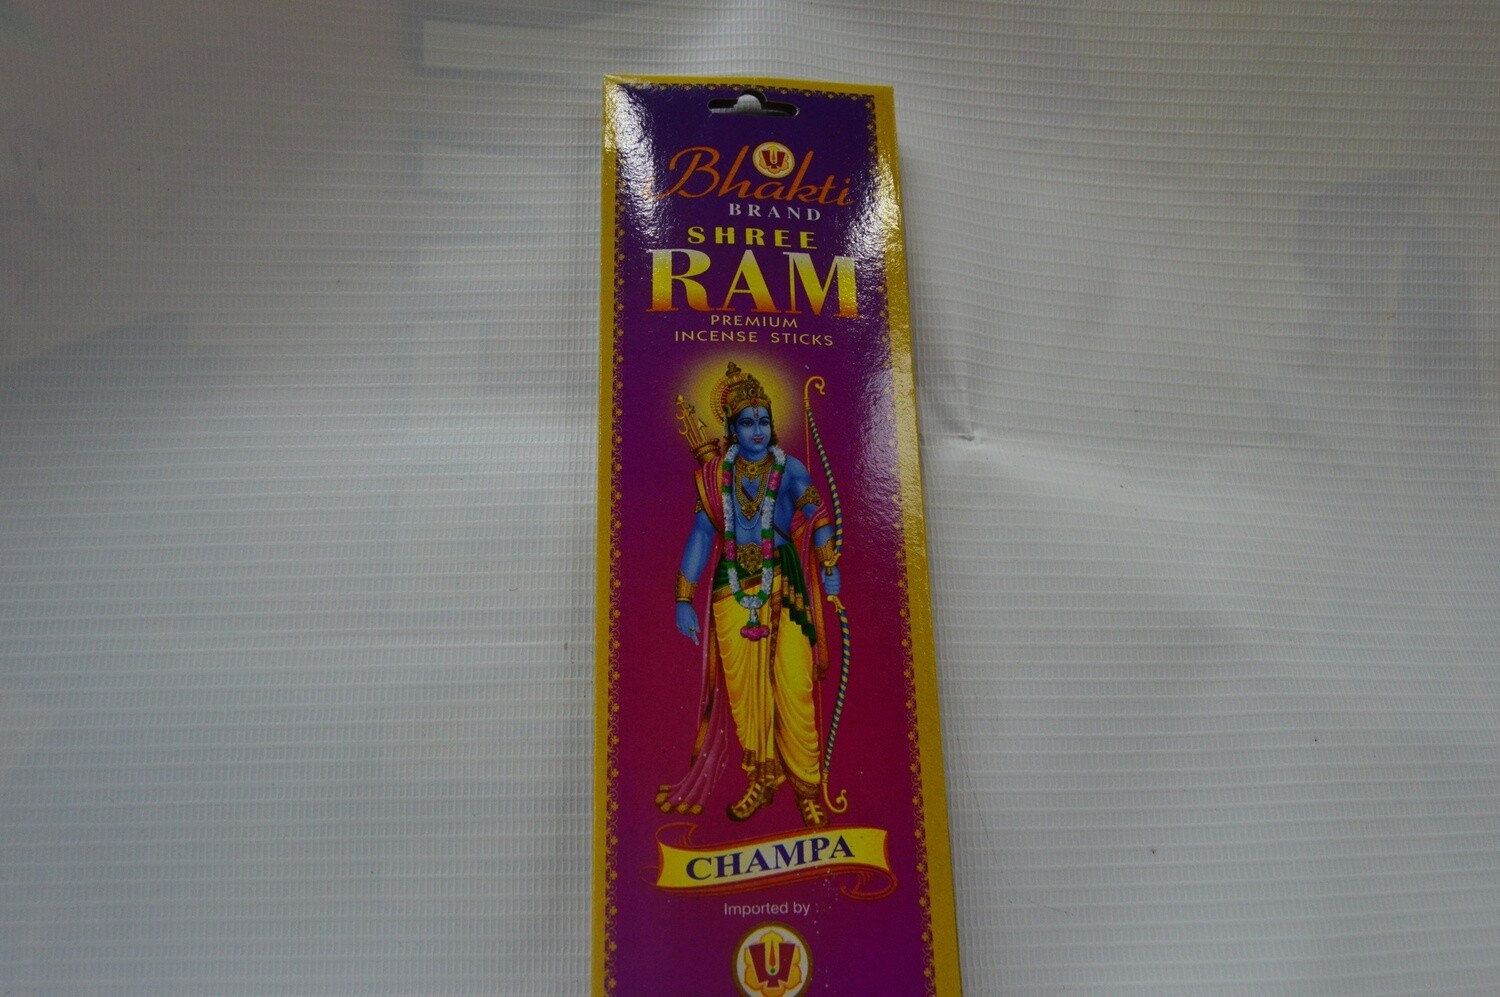 Bhakti
BRAND
SHREE
RAM
PREMIUM
INCENSE STICKS
CHAMPA
Imported by :